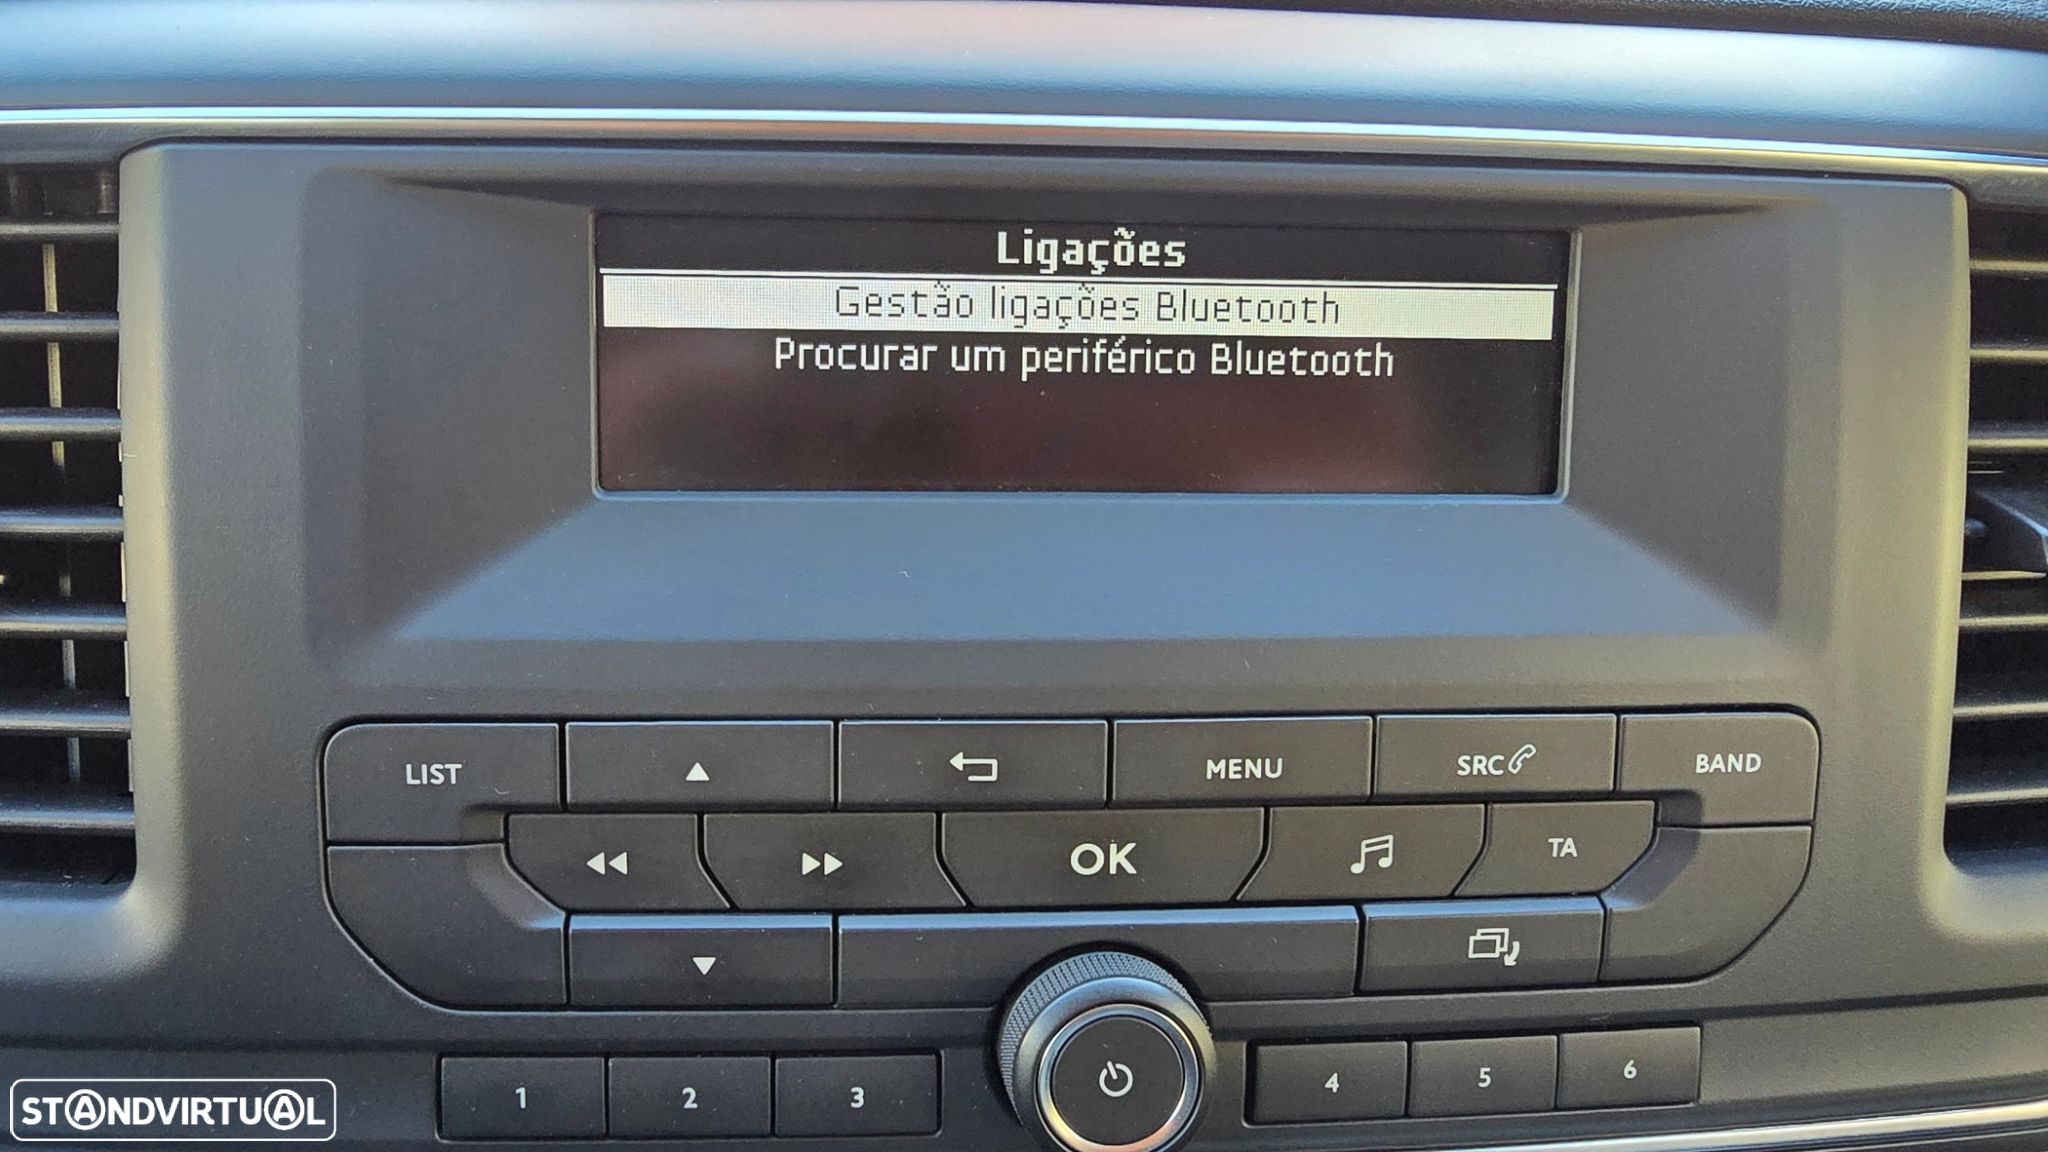 Ligações
Gestão ligações Bluetooth
Procurar um periférico Bluetooth
LIST
MENU
SRC
BAND
OK
TA
1
2
3
4
5
6
STANDVIRTUAL